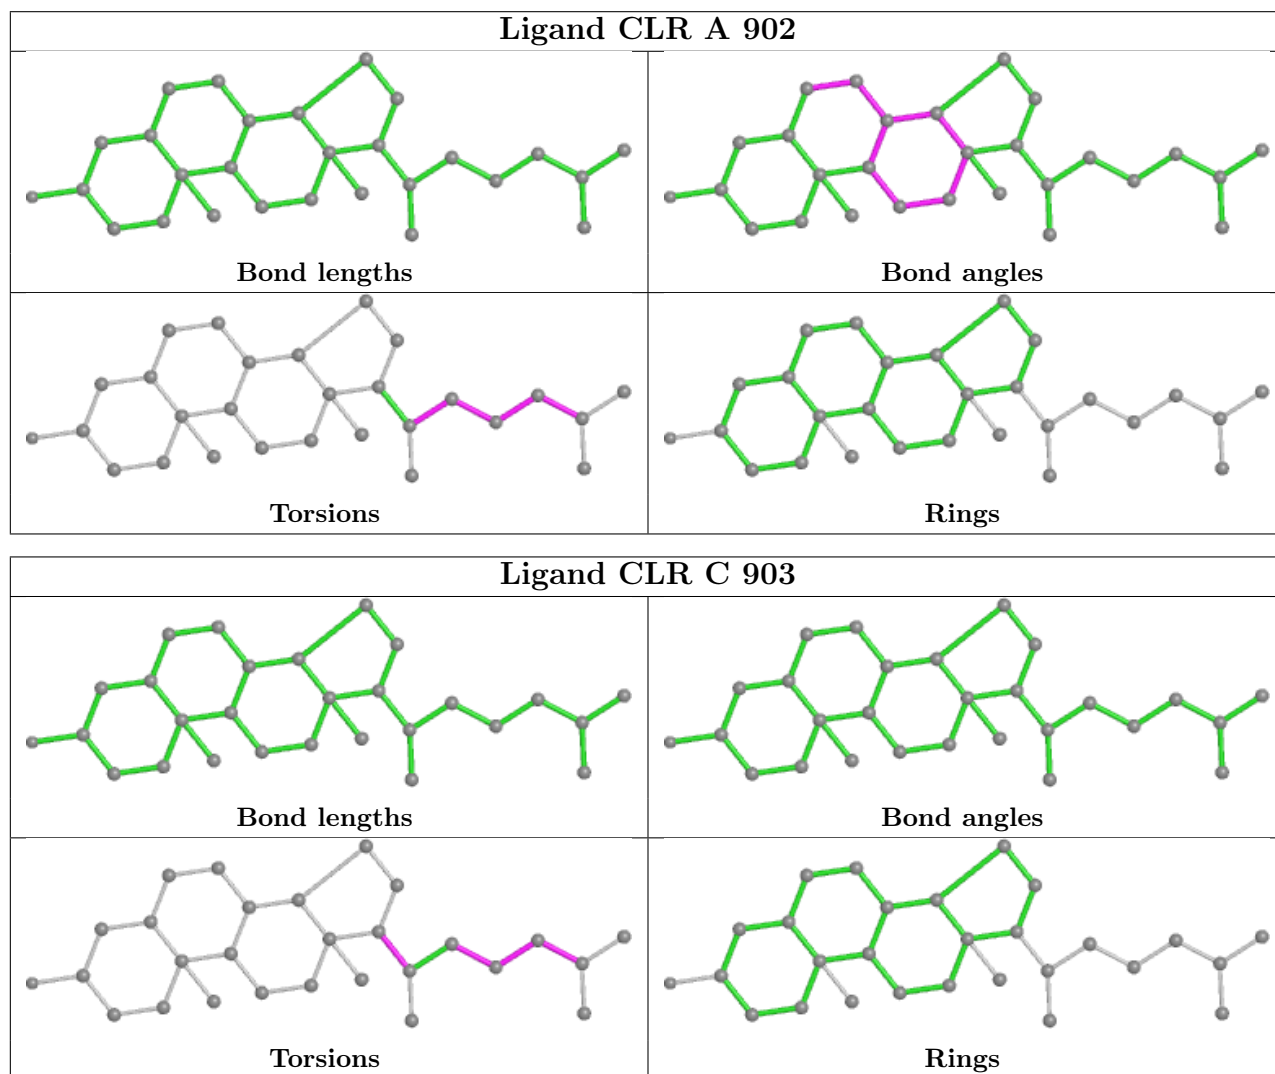 Ligand CLR A 902
Bond lengths
Bond angles
Torsions
Rings
Ligand CLR C 903
Bond lengths
Bond angles
Torsions
Rings